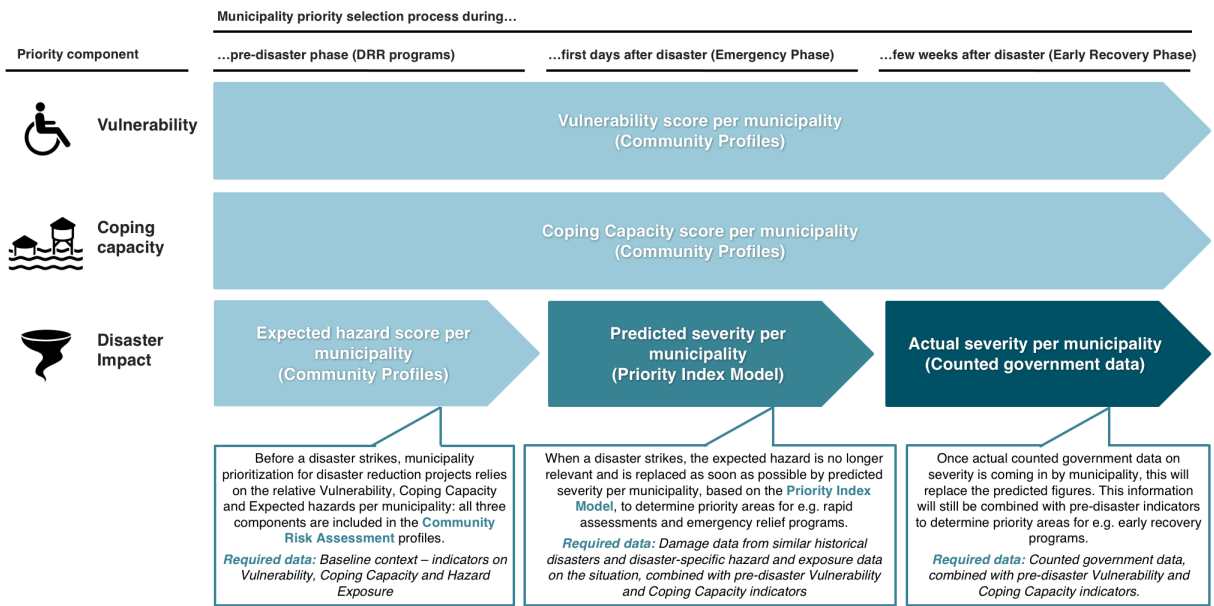 Municipality priority selection process during…
Priority component
…pre-disaster phase (DRR programs)
…first days after disaster (Emergency Phase)
…few weeks after disaster (Early Recovery Phase)
Vulnerability
Vulnerability score per municipality
(Community Profiles)
Coping
capacity
Coping Capacity score per municipality
(Community Profiles)
Disaster
Impact
Expected hazard score per
municipality
(Community Profiles)
Predicted severity per
municipality
(Priority Index Model)
Actual severity per municipality
(Counted government data)
Before a disaster strikes, municipality
prioritization for disaster reduction projects relies
on the relative Vulnerability, Coping Capacity
and Expected hazards per municipality: all three
components are included in the Community
Risk Assessment profiles.
Required data: Baseline context – indicators on
Vulnerability, Coping Capacity and Hazard
Exposure
When a disaster strikes, the expected hazard is no longer
relevant and is replaced as soon as possible by predicted
severity per municipality, based on the Priority Index
Model, to determine priority areas for e.g. rapid
assessments and emergency relief programs.
Required data: Damage data from similar historical
disasters and disaster-specific hazard and exposure data
on the situation, combined with pre-disaster Vulnerability
and Coping Capacity indicators
Once actual counted government data on
severity is coming in by municipality, this will
replace the predicted figures. This information
will still be combined with pre-disaster indicators
to determine priority areas for e.g. early recovery
programs.
Required data: Counted government data,
combined with pre-disaster Vulnerability and
Coping Capacity indicators.